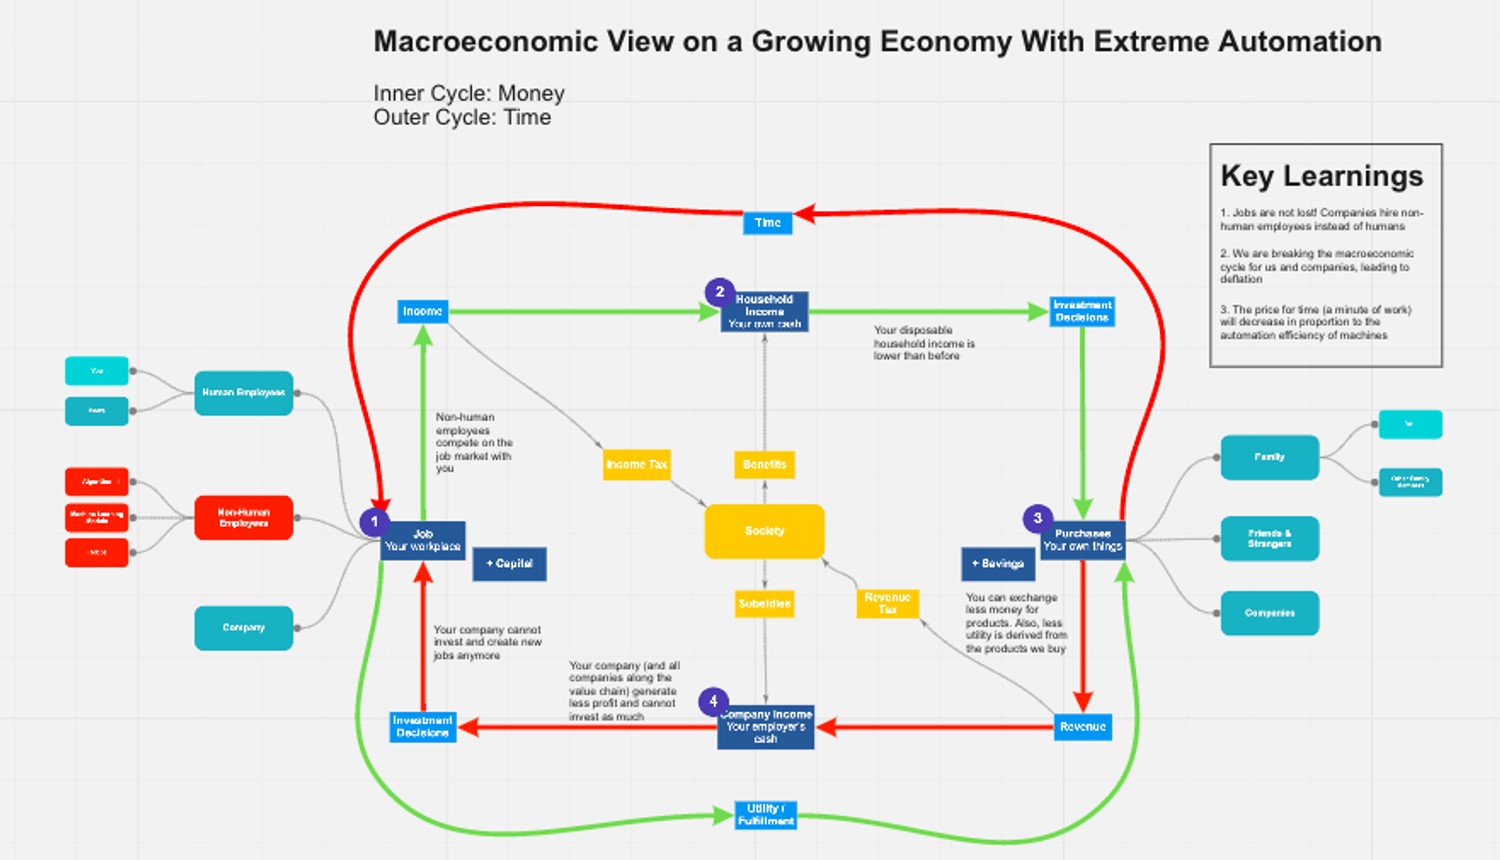 Macroeconomic View on a Growing Economy With Extreme Automation
Inner Cycle: Money
Outer Cycle: Time
Key Learnings
1. Jobs are not lost! Companies hire non-
human employees instead of humans
2. We are breaking the macroeconomic
cycle for us and companies, leading to
deflation
3. The price for time (a minute of work)
will decrease in proportion to the
automation efficiency of machines
Time
2
Household
Income
Your own cash
Income
Investment
Decisions
Your disposable
household income is
lower than before
You
Human Employees
Non-human
employees
compete on the
job market with
you
Income Tax
Benefits
Family
Other Family
Members
Algorithm
Machine Learning
Non-Human
Employees
Robot
1
Job
Your workplace
+ Capital
Society
3
Purchases
Your own things
+ Savings
Friends &
Strangers
Company
Subsidies
Revenue
Tax
Companies
Your company cannot
invest and create new
jobs anymore
You can exchange
less money for
products. Also, less
utility is derived from
the products we buy
Your company (and all
companies along the
value chain) generate
less profit and cannot
invest as much
4
Company Income
Your employer's
cash
Investment
Decisions
Revenue
Utility /
Fulfillment